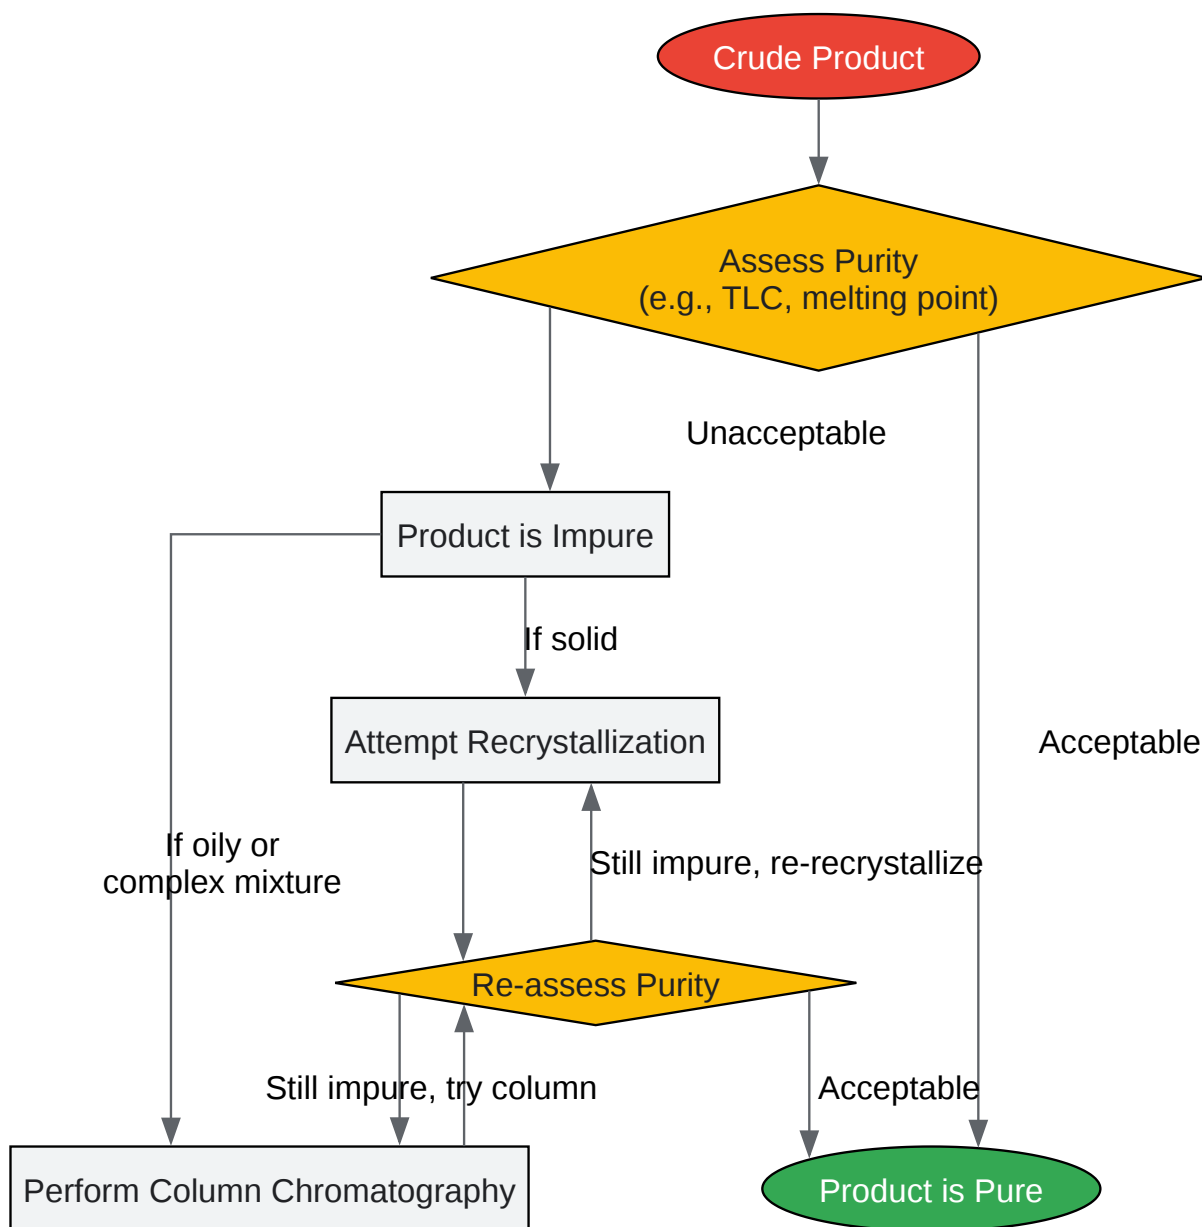 Crude Product
Assess Purity
(e.g., TLC, melting point)
Unacceptable
Product is Impure
If solid
Attempt Recrystallization
Acceptable
If oily or
complex mixture
Still impure, re-recrystallize
Re-assess Purity
Still impure, try column
Acceptable
Perform Column Chromatography
Product is Pure